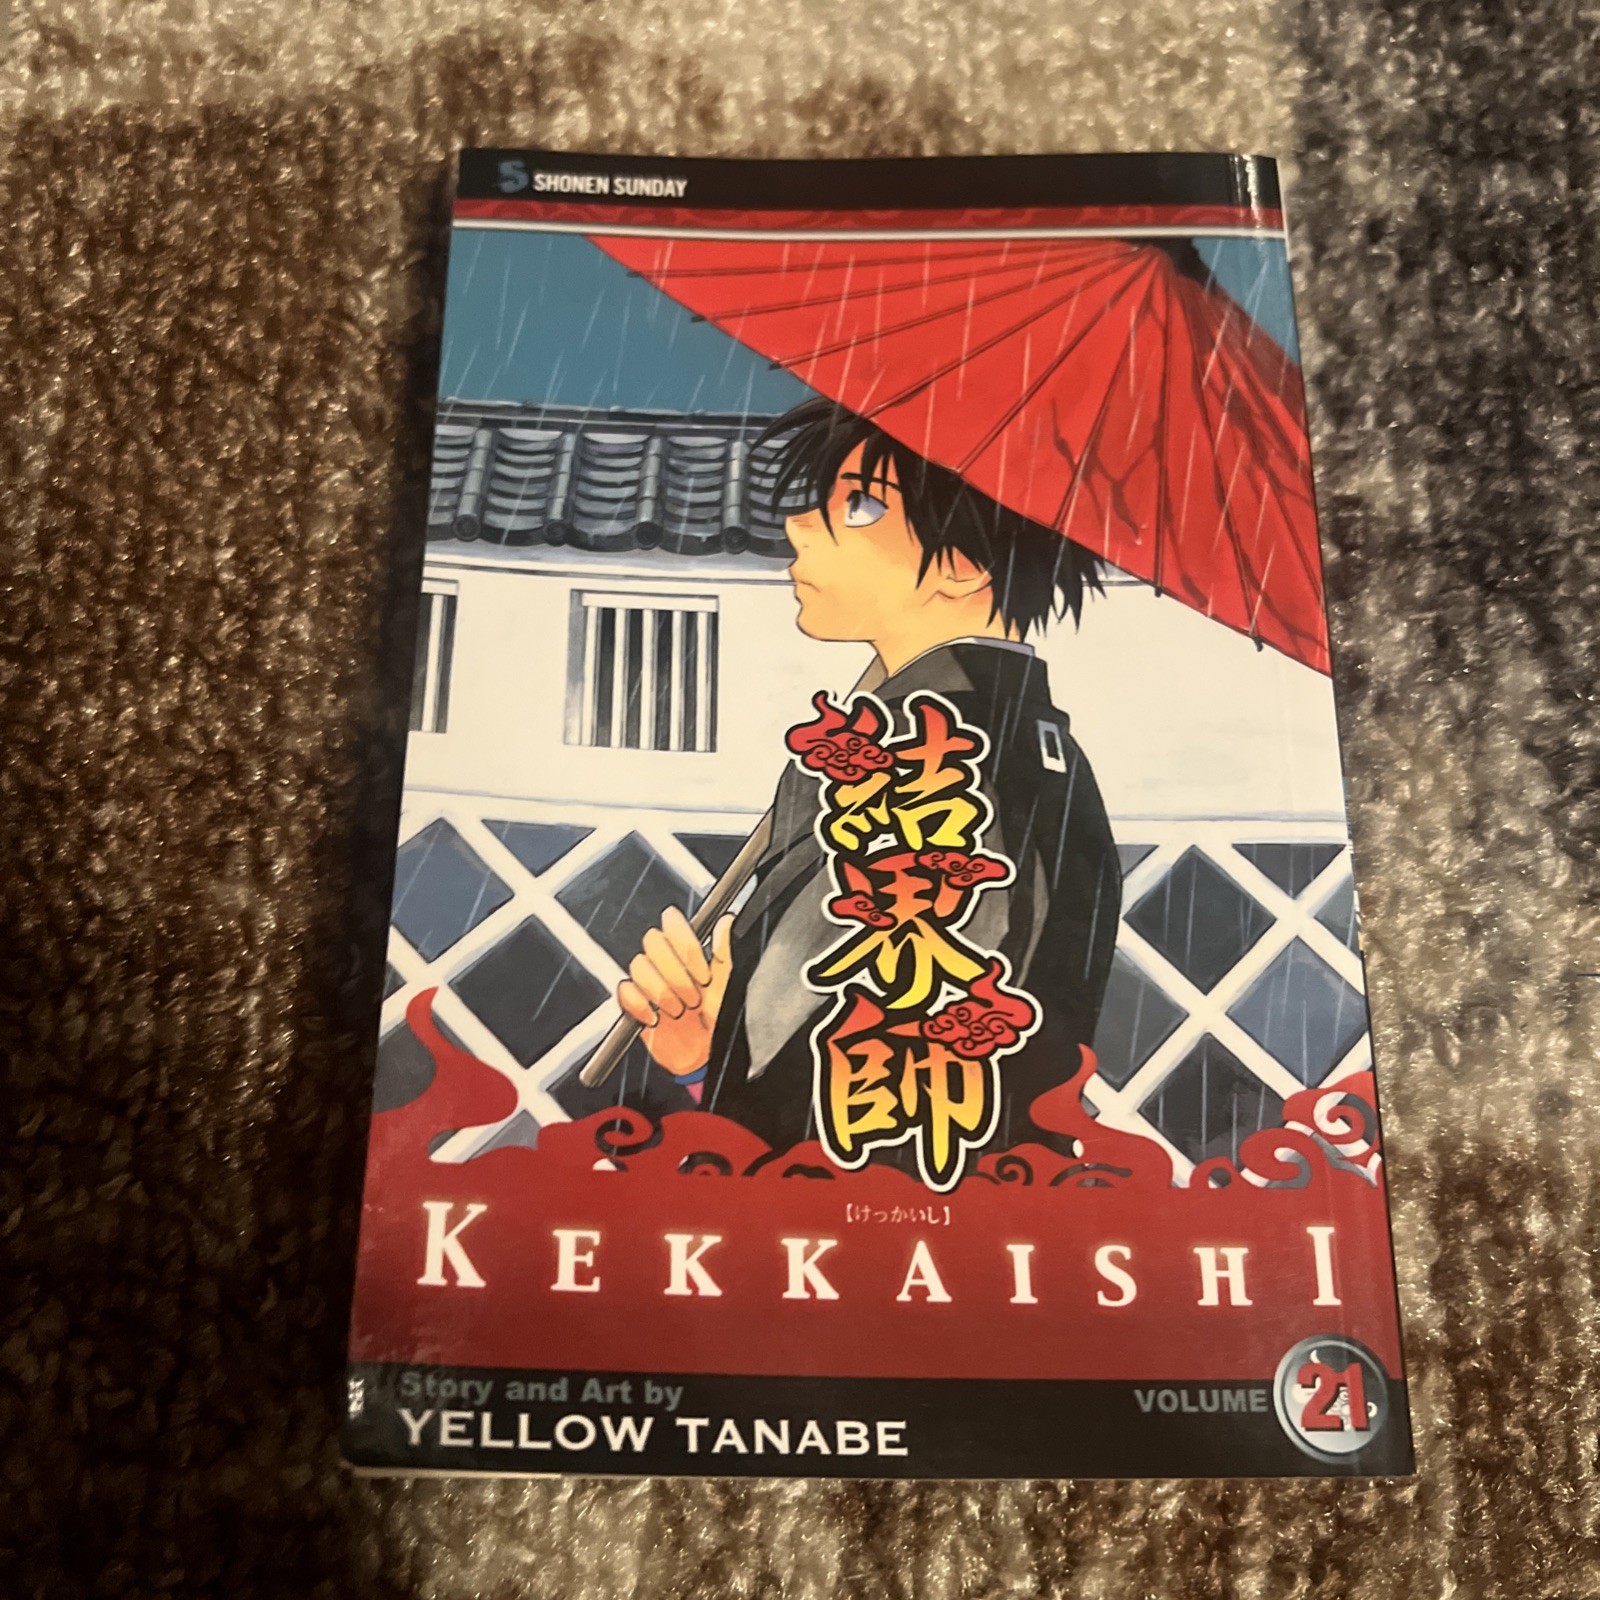 SHONEN SUNDAY
結界師
【けっかいし】
KEKKAISHI
Story and Art by
YELLOW TANABE
VOLUME 21